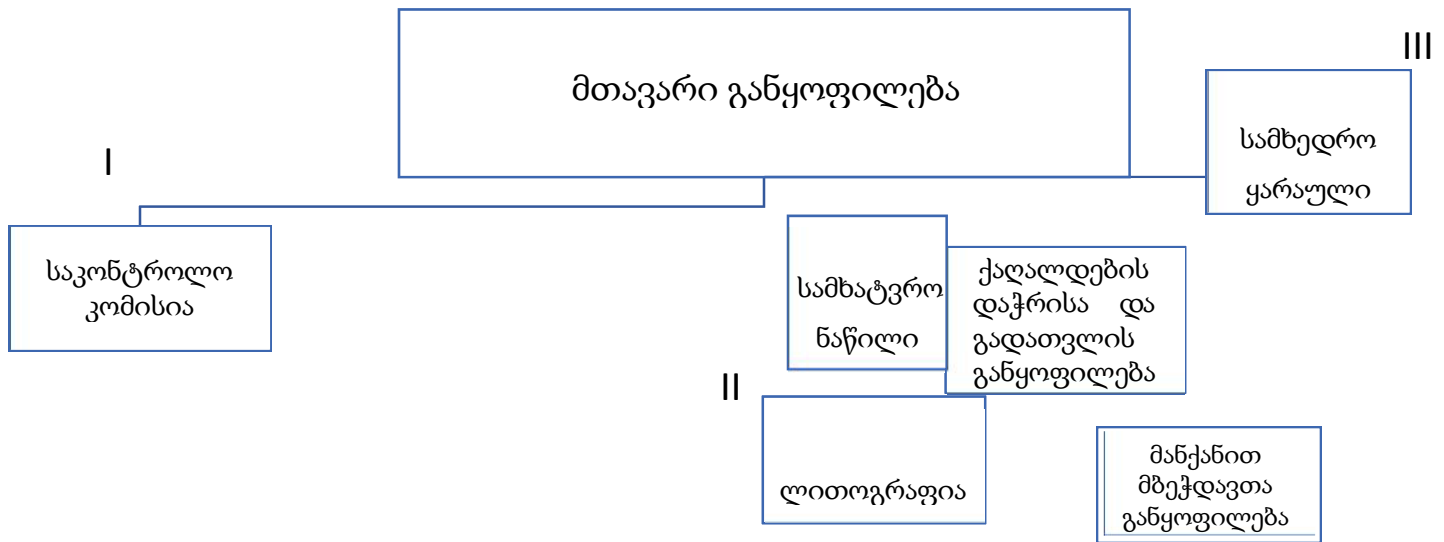 მთავარი განყოფილება
III
სამხედრო
ყარაული
I
საკონტროლო
კომისია
სამხატვრო
ნაწილი
ქაღალდების
დაჭრისა და
გადათვლის
განყოფილება
II
ლითოგრაფია
მანქანით
მბეჭდავთა
განყოფილება